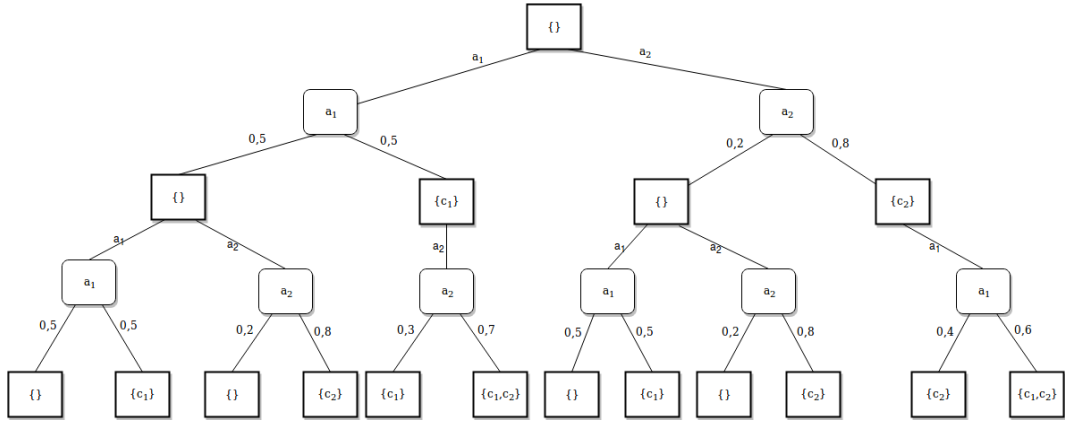 {}
a₁ a₂
a₁ a₂
0,5 0,5 0,2 0,8
{} {c₁} {} {c₂}
a₁ a₂ a₂ a₁ a₂ a₁
a₁ a₂ a₂ a₁ a₂ a₁
0,5 0,5 0,2 0,8 0,3 0,7 0,5 0,5 0,2 0,8 0,4 0,6
{} {c₁} {} {c₂} {c₁} {c₁,c₂} {} {c₁} {} {c₂} {c₂} {c₁,c₂}